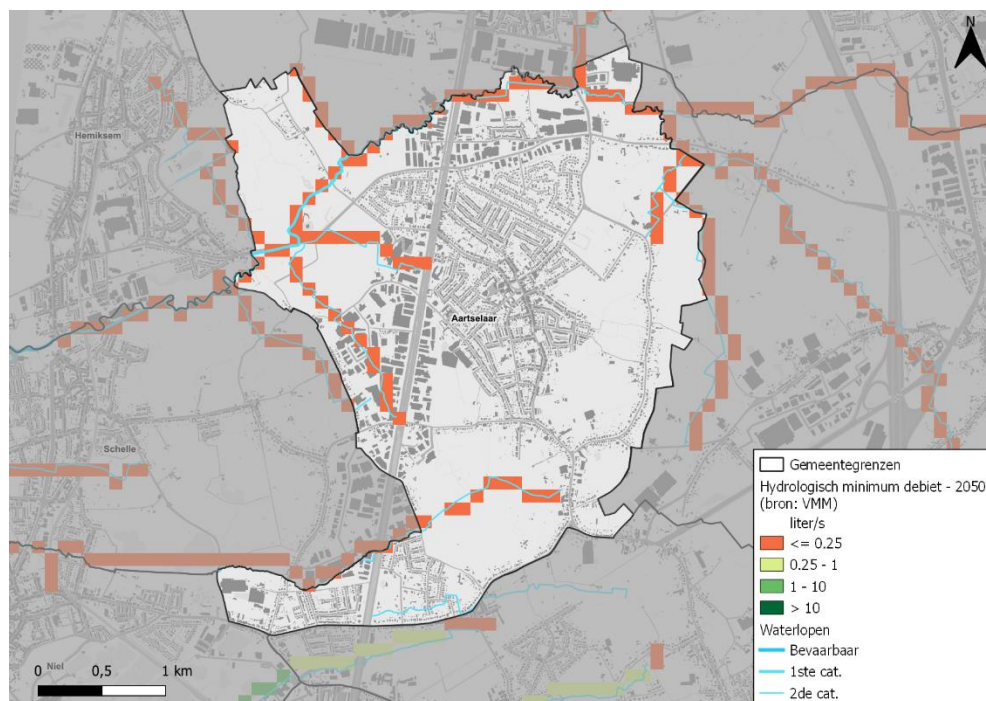 N
Hemiksem
Aartselaar
Schelle
Niel
0 0,5 1 km
Gemeentegrenzen
Hydrologisch minimum debiet - 2050
(bron: VMM)
liter/s
<= 0.25
0.25 - 1
1 - 10
> 10
Waterlopen
Bevaarbaar
1ste cat.
2de cat.